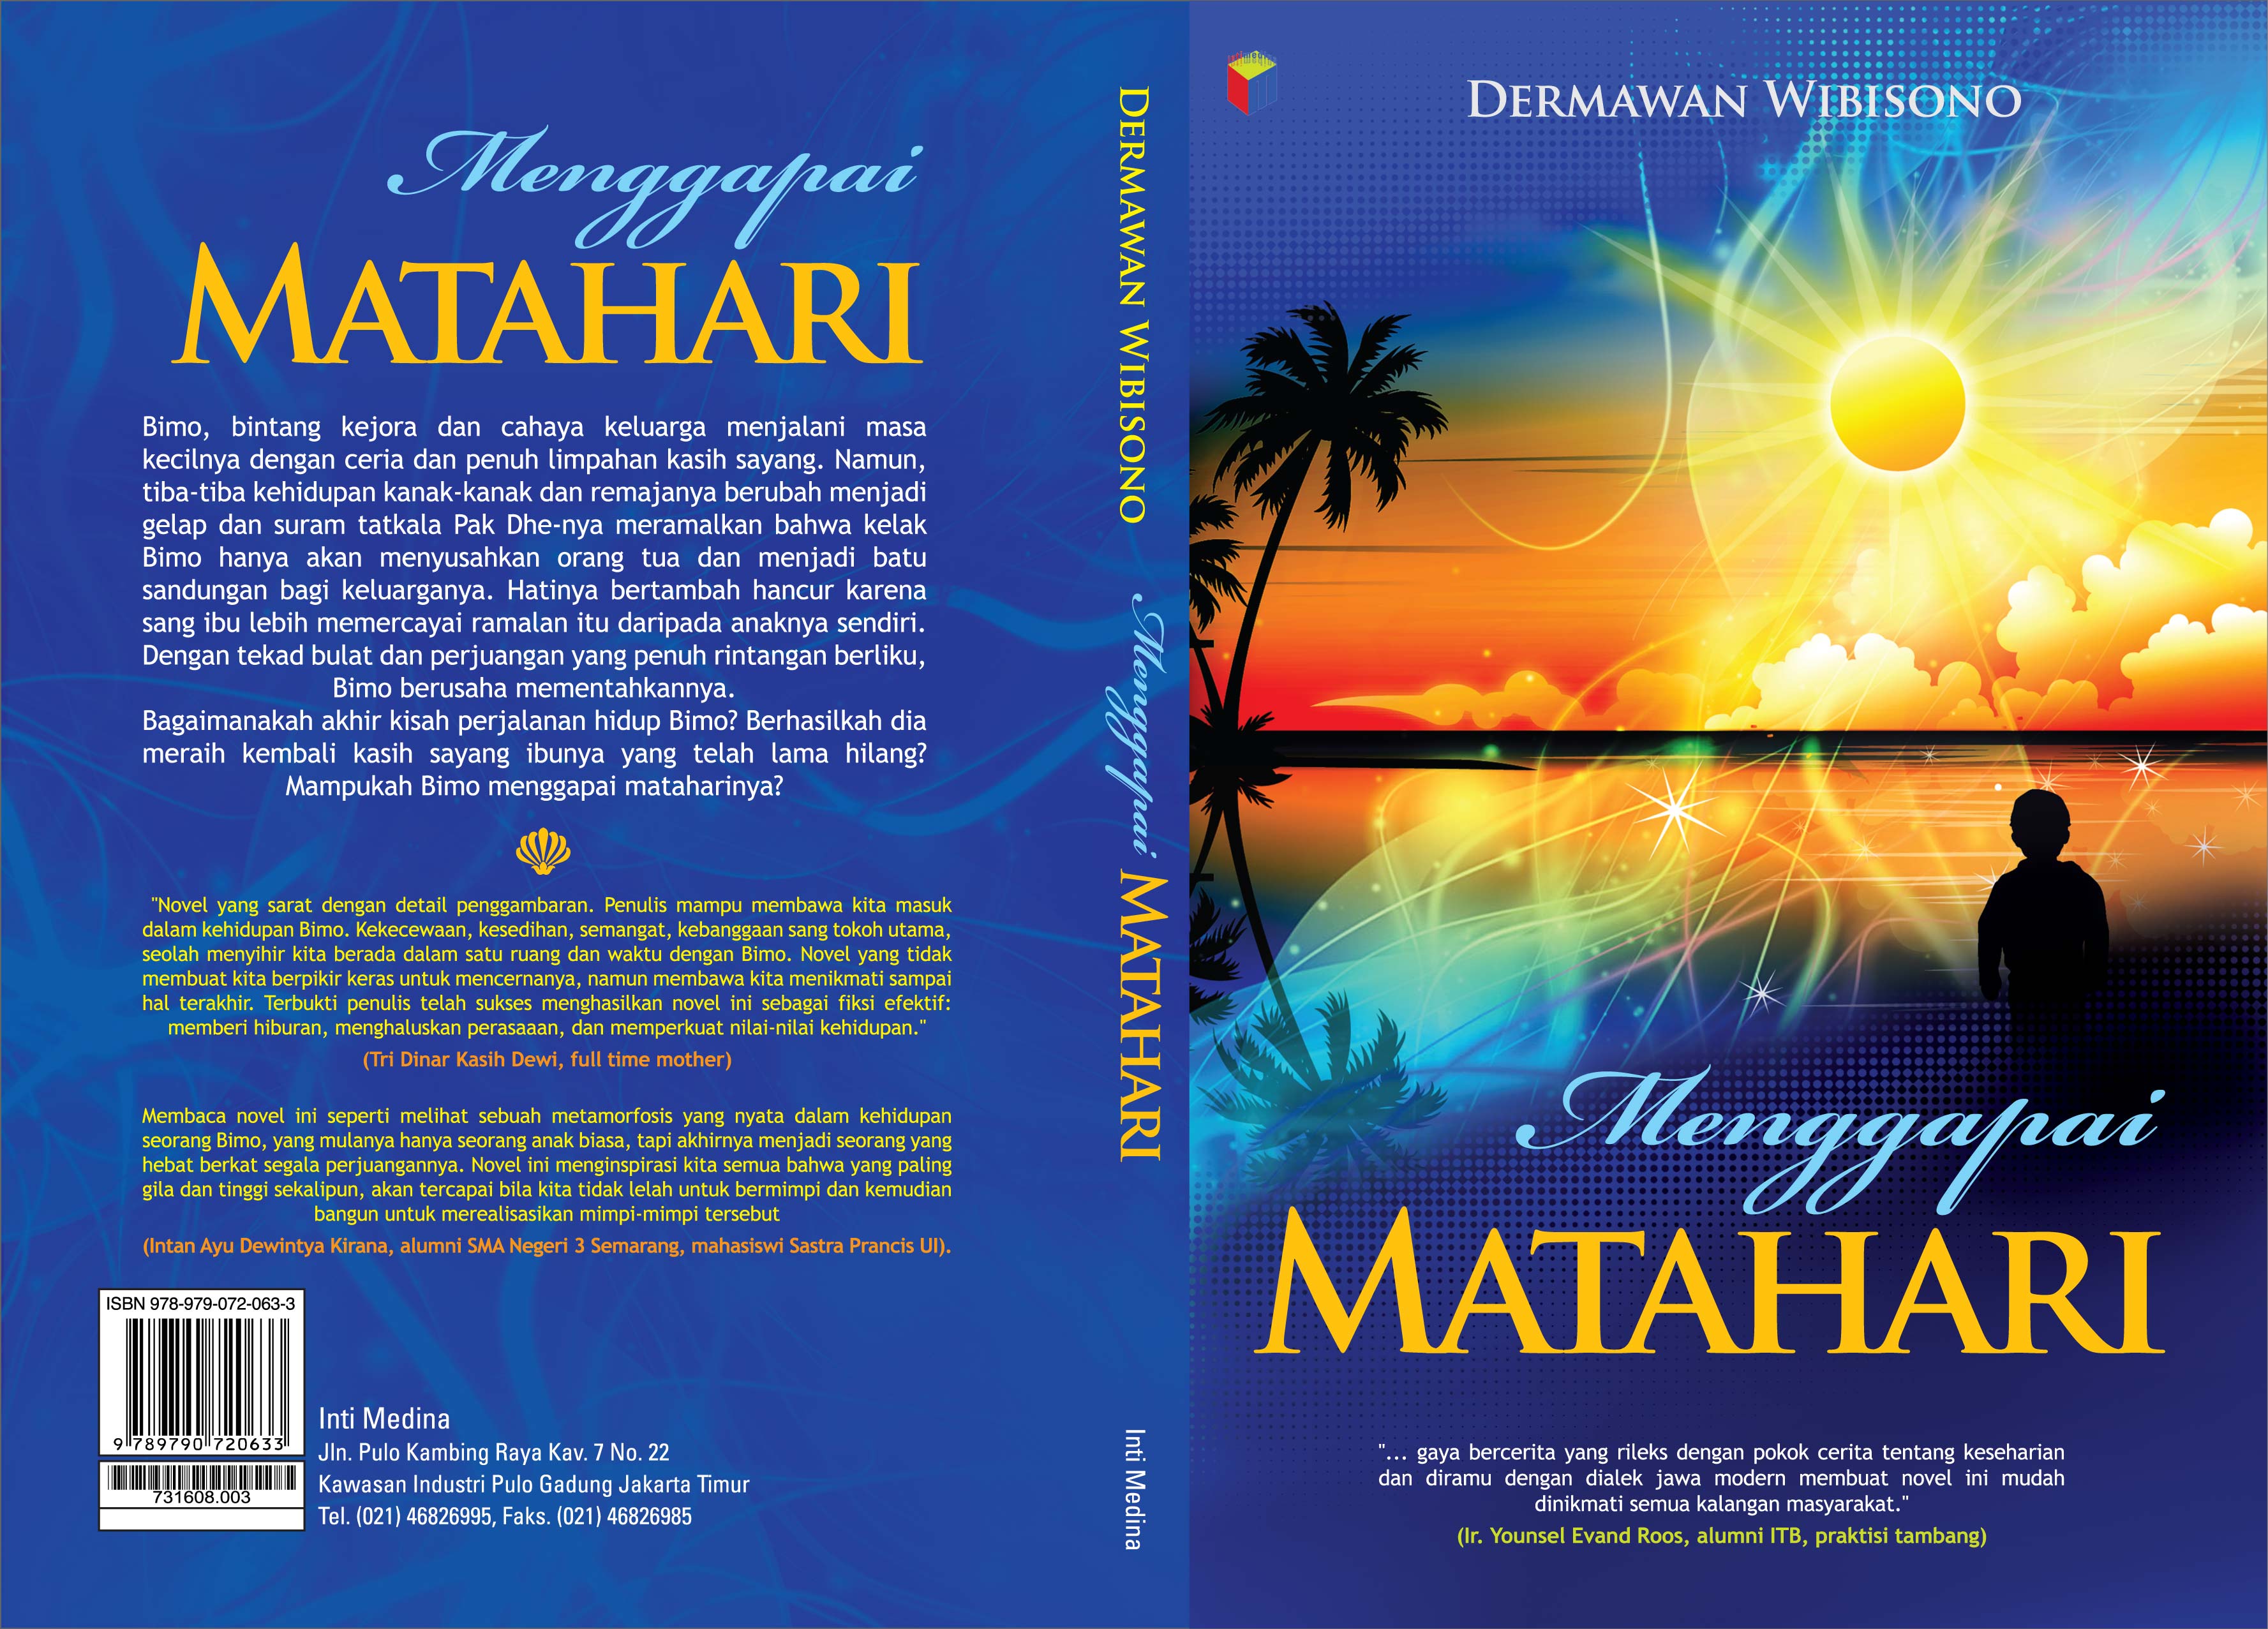 Menggapai
MATAHARI
Bimo, bintang kejora dan cahaya keluarga menjalani masa
kecilnya dengan ceria dan penuh limpahan kasih sayang. Namun,
tiba-tiba kehidupan kanak-kanak dan remajanya berubah menjadi
gelap dan suram tatkala Pak Dhe-nya meramalkan bahwa kelak
Bimo hanya akan menyusahkan orang tua dan menjadi batu
sandungan bagi keluarganya. Hatinya bertambah hancur karena
sang ibu lebih memercayai ramalan itu daripada anaknya sendiri.
Dengan tekad bulat dan perjuangan yang penuh rintangan berliku,
Bimo berusaha mementahkannya.
Bagaimanakah akhir kisah perjalanan hidup Bimo? Berhasilkah dia
meraih kembali kasih sayang ibunya yang telah lama hilang?
Mampukah Bimo menggapai mataharinya?
"Novel yang sarat dengan detail penggambaran. Penulis mampu membawa kita masuk
dalam kehidupan Bimo. Kekecewaan, kesedihan, semangat, kebanggaan sang tokoh utama,
seolah menyihir kita berada dalam satu ruang dan waktu dengan Bimo. Novel yang tidak
membuat kita berpikir keras untuk mencernanya, namun membawa kita menikmati sampai
hal terakhir. Terbukti penulis telah sukses menghasilkan novel ini sebagai fiksi efektif:
memberi hiburan, menghaluskan perasaaan, dan memperkuat nilai-nilai kehidupan."
(Tri Dinar Kasih Dewi, full time mother)
Membaca novel ini seperti melihat sebuah metamorfosis yang nyata dalam kehidupan
seorang Bimo, yang mulanya hanya seorang anak biasa, tapi akhirnya menjadi seorang yang
hebat berkat segala perjuangannya. Novel ini menginspirasi kita semua bahwa yang paling
gila dan tinggi sekalipun, akan tercapai bila kita tidak lelah untuk bermimpi dan kemudian
bangun untuk merealisasikan mimpi-mimpi tersebut
(Intan Ayu Dewintya Kirana, alumni SMA Negeri 3 Semarang, mahasiswi Sastra Prancis UI).
ISBN 978-979-072-063-3
9 789790 720633
731608.003
Inti Medina
Jln. Pulo Kambing Raya Kav. 7 No. 22
Kawasan Industri Pulo Gadung Jakarta Timur
Tel. (021) 46826995, Faks. (021) 46826985
DERMAWAN WIBISONO
Menggapai MATAHARI
Inti Medina
DERMAWAN WIBISONO
Menggapai
MATAHARI
"... gaya bercerita yang rileks dengan pokok cerita tentang keseharian
dan diramu dengan dialek jawa modern membuat novel ini mudah
dinikmati semua kalangan masyarakat."
(Ir. Younsel Evand Roos, alumni ITB, praktisi tambang)